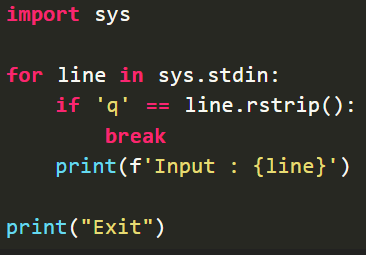 import sys

for line in sys.stdin:
    if 'q' == line.rstrip():
        break
    print(f'Input : {line}')

print("Exit")